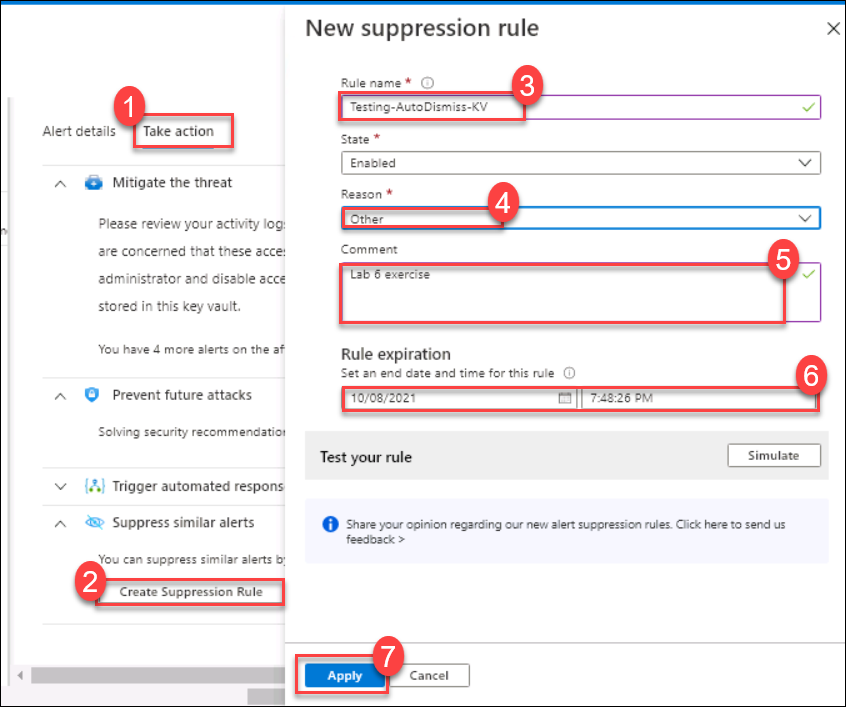 New suppression rule
Rule name *
3
Testing-AutoDismiss-KV
1
Alert details
Take action
State *
Enabled
Mitigate the threat
Reason *
4
Other
Please review your activity logs
are concerned that these acce
administrator and disable acce
stored in this key vault.
Comment
5
Lab 6 exercise
You have 4 more alerts on the af
Rule expiration
Set an end date and time for this rule
6
10/08/2021
7:48:26 PM
Prevent future attacks
Solving security recommendation
Test your rule
Simulate
Trigger automated respons
Suppress similar alerts
You can suppress similar alerts by
2
Create Suppression Rule
Share your opinion regarding our new alert suppression rules. Click here to send us
feedback >
7
Apply
Cancel